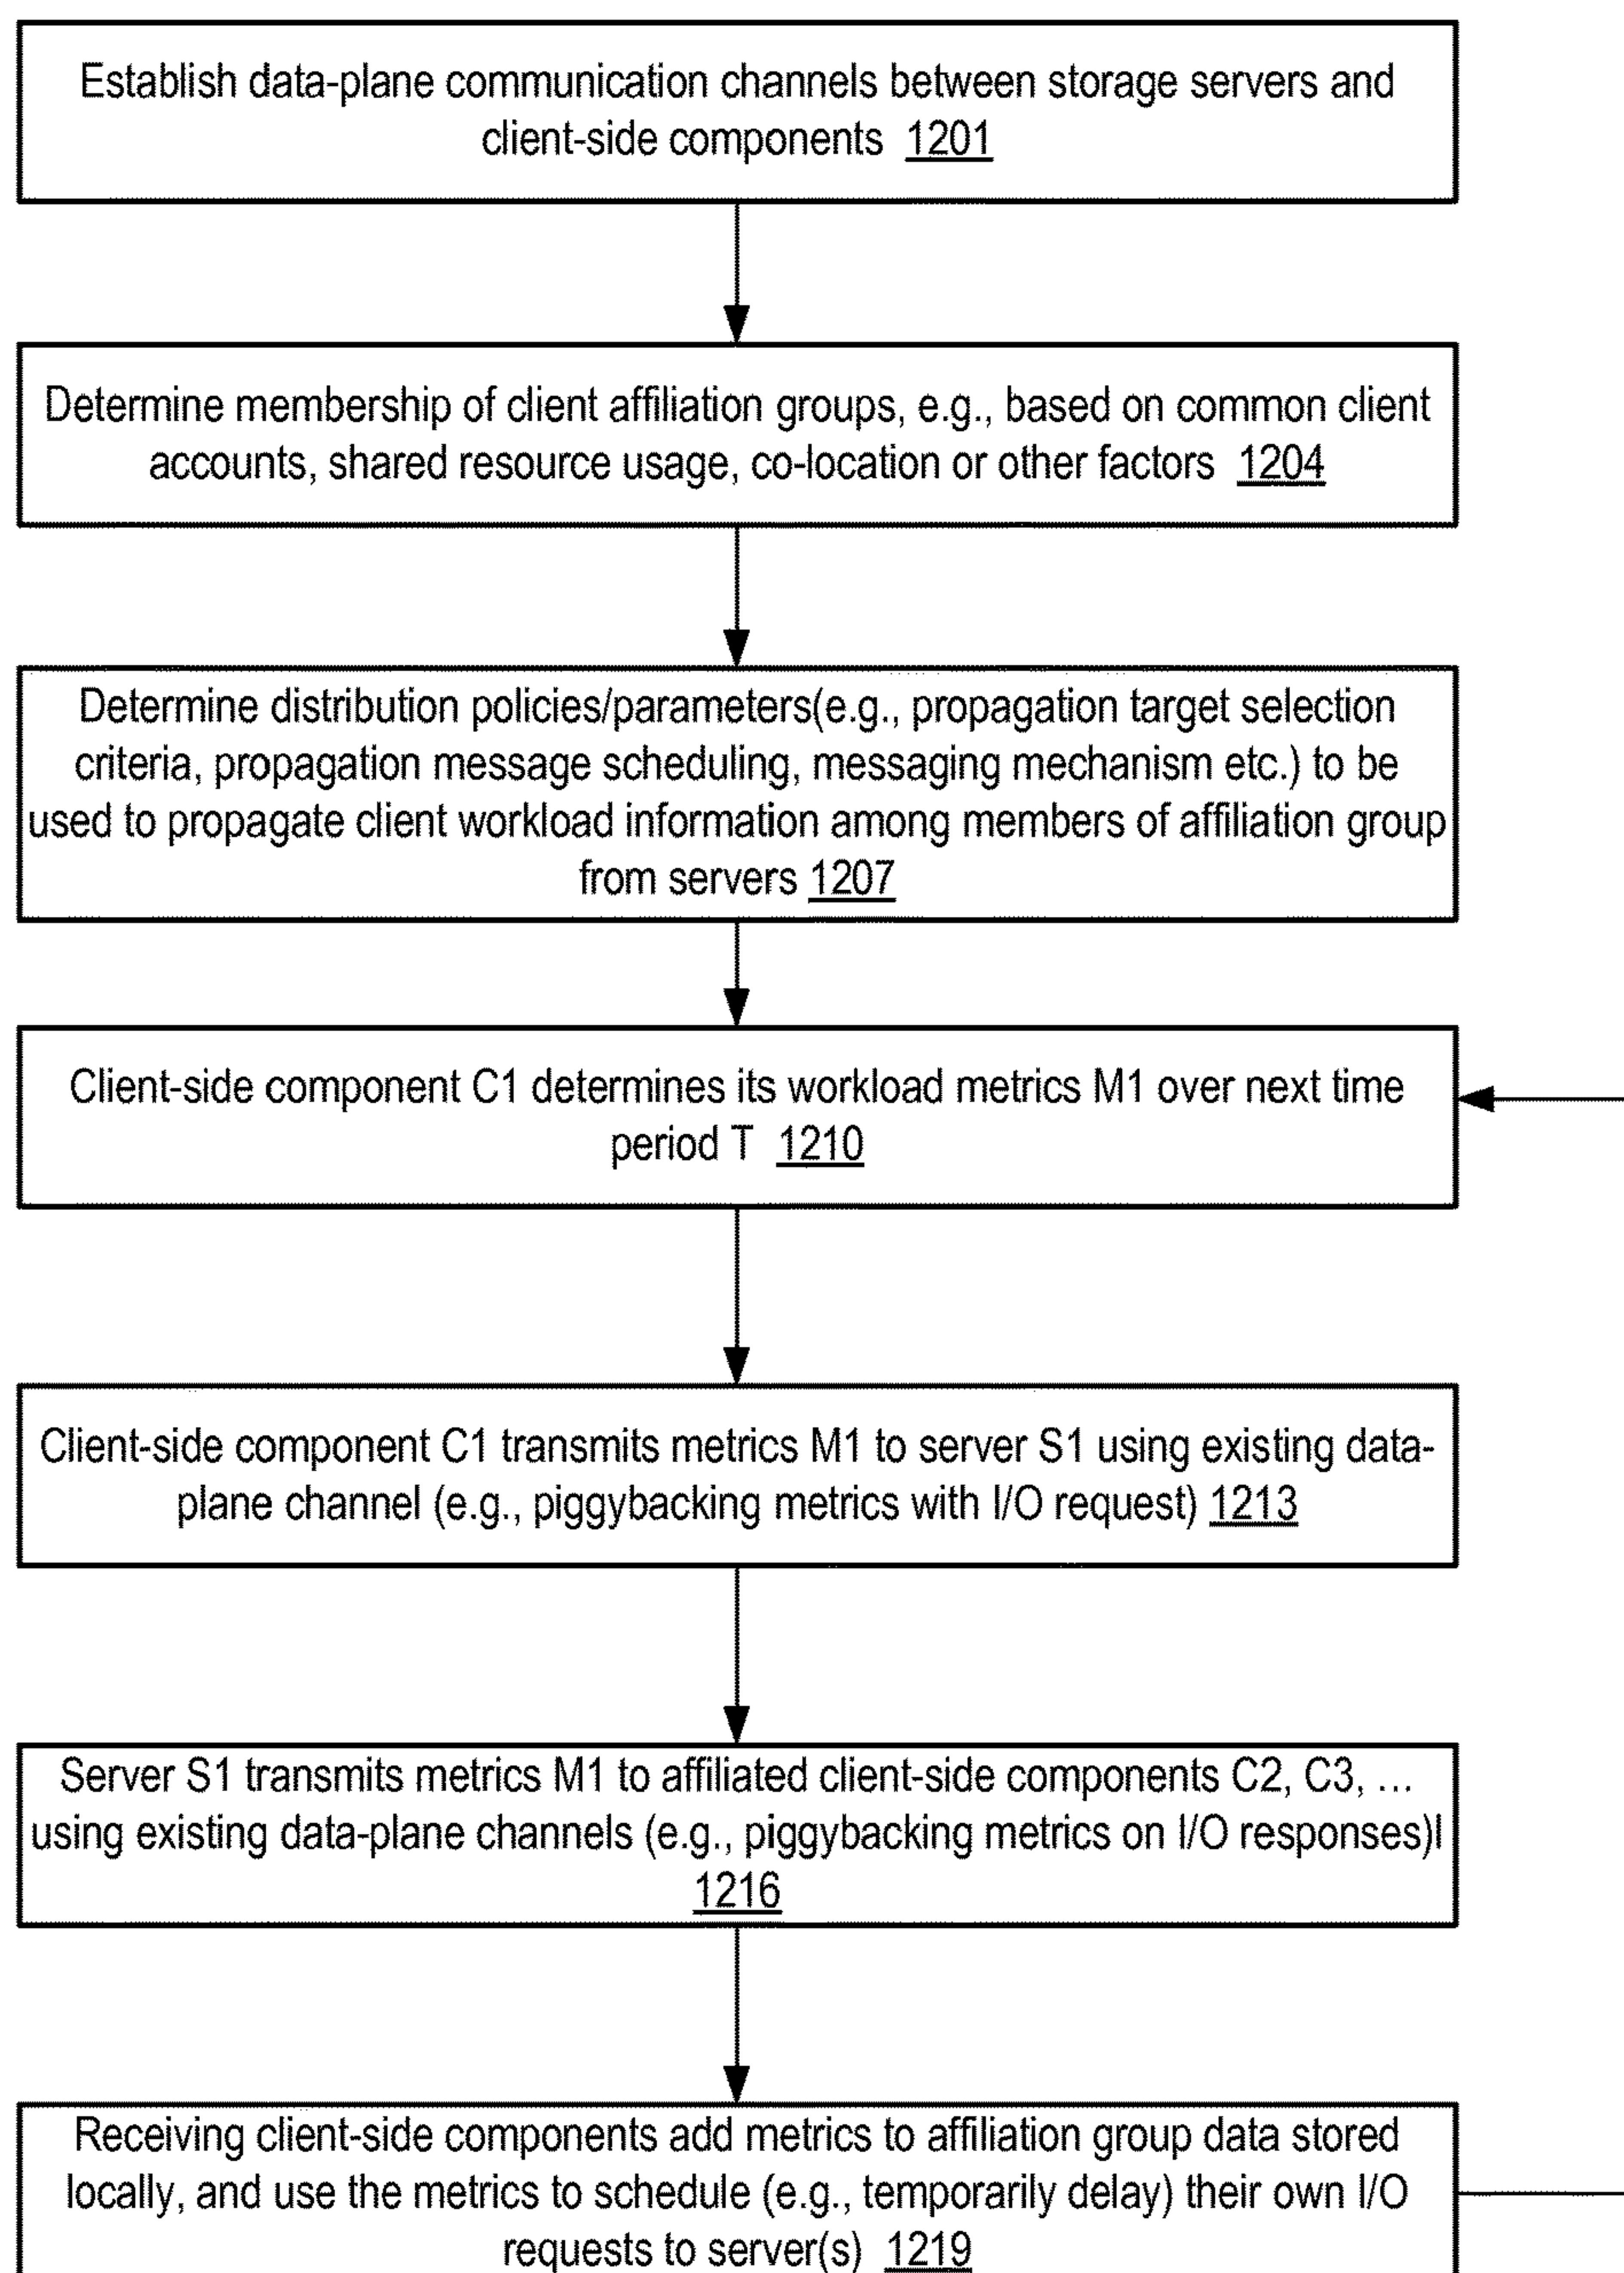 Establish data-plane communication channels between storage servers and
client-side components 1201
Determine membership of client affiliation groups, e.g., based on common client
accounts, shared resource usage, co-location or other factors 1204
Determine distribution policies/parameters(e.g., propagation target selection
criteria, propagation message scheduling, messaging mechanism etc.) to be
used to propagate client workload information among members of affiliation group
from servers 1207
Client-side component C1 determines its workload metrics M1 over next time
period T 1210
Client-side component C1 transmits metrics M1 to server S1 using existing data-
plane channel (e.g., piggybacking metrics with I/O request) 1213
Server S1 transmits metrics M1 to affiliated client-side components C2, C3, …
using existing data-plane channels (e.g., piggybacking metrics on I/O responses)l
1216
Receiving client-side components add metrics to affiliation group data stored
locally, and use the metrics to schedule (e.g., temporarily delay) their own I/O
requests to server(s) 1219